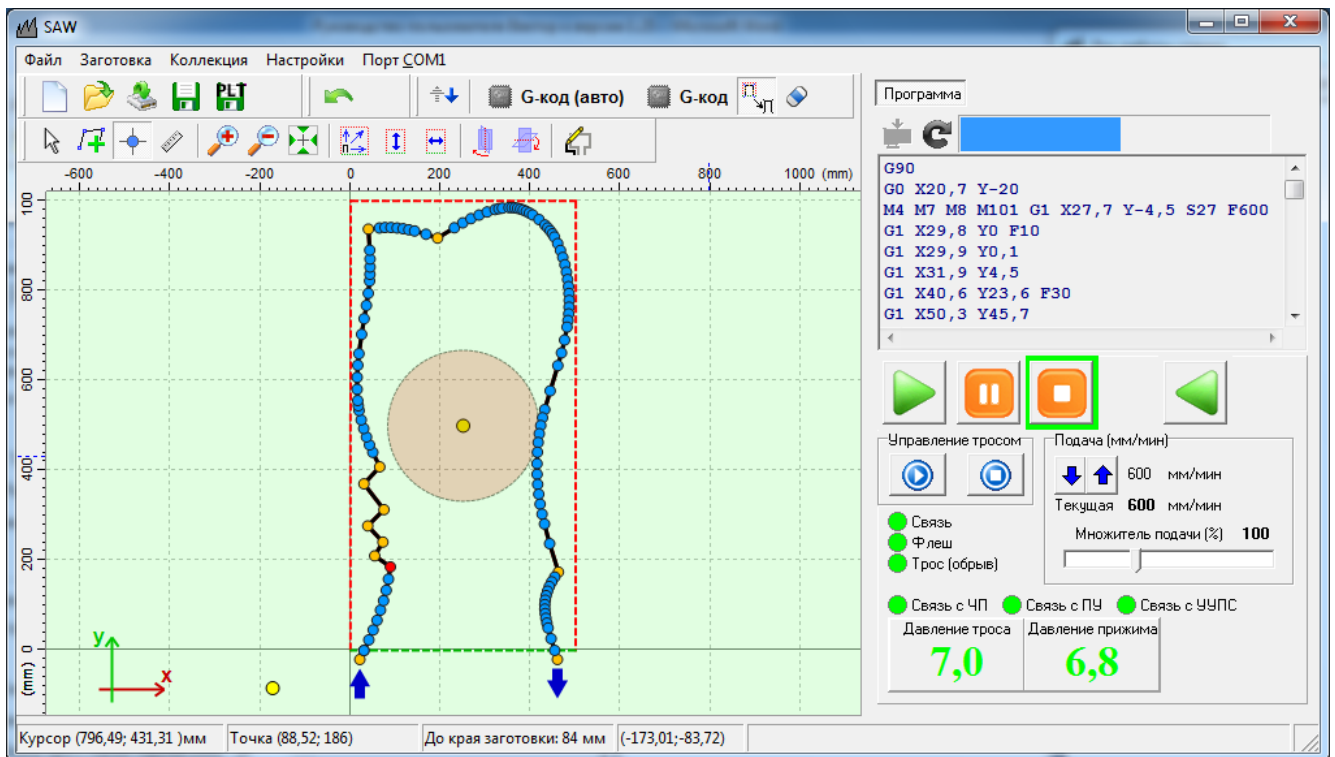 SAW
Файл Заготовка Коллекция Настройки Порт COM1
PLT G-код (авто) G-код
П
-600 -400 -200 0 200 400 600 800 1000 (mm)
100
800
600
400
200
0
(mm)
y
x
Курсор (796,49; 431,31 )мм Точка (88,52; 186) До края заготовки: 84 мм (-173,01;-83,72)
Программа
G90
G0 X20,7 Y-20
M4 M7 M8 M101 G1 X27,7 Y-4,5 S27 F600
G1 X29,8 Y0 F10
G1 X29,9 Y0,1
G1 X31,9 Y4,5
G1 X40,6 Y23,6 F30
G1 X50,3 Y45,7
Управление тросом
Подача (мм/мин)
600 мм/мин
Текущая 600 мм/мин
Множитель подачи (%) 100
Связь
Флеш
Трос (обрыв)
Связь с ЧП Связь с ПУ Связь с УУПС
Давление троса Давление прижима
7,0 6,8